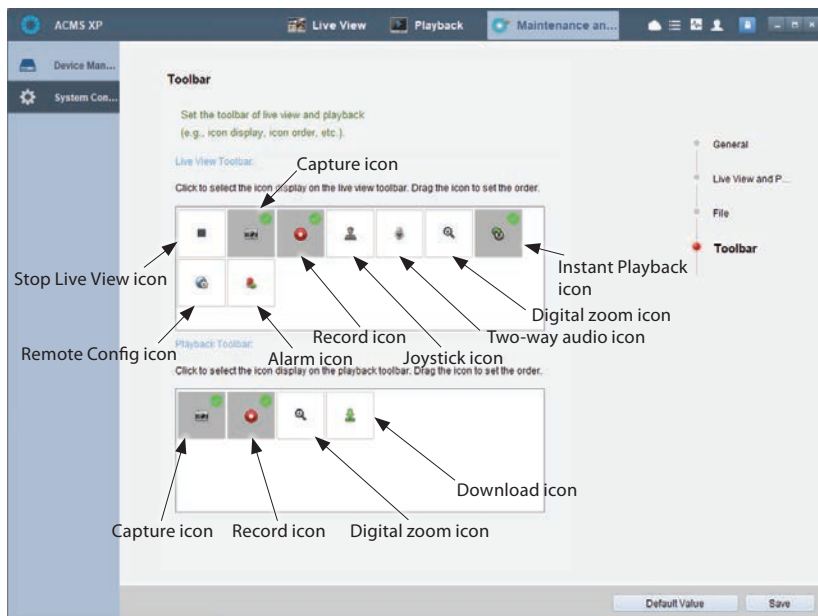 ACMS XP
Live View
Playback
Maintenance an...
Device Man...
System Con...
Toolbar
Set the toolbar of live view and playback
(e.g., icon display, icon order, etc.).
Live View Toolbar:
Capture icon
Click to select the icon display on the live view toolbar. Drag the icon to set the order.
General
Live View and P...
File
Toolbar
Stop Live View icon
Instant Playback
icon
Digital zoom icon
Record icon
Two-way audio icon
Remote Config icon
Alarm icon
Joystick icon
Playback Toolbar:
Click to select the icon display on the playback toolbar. Drag the icon to set the order.
Download icon
Capture icon
Record icon
Digital zoom icon
Default Value
Save